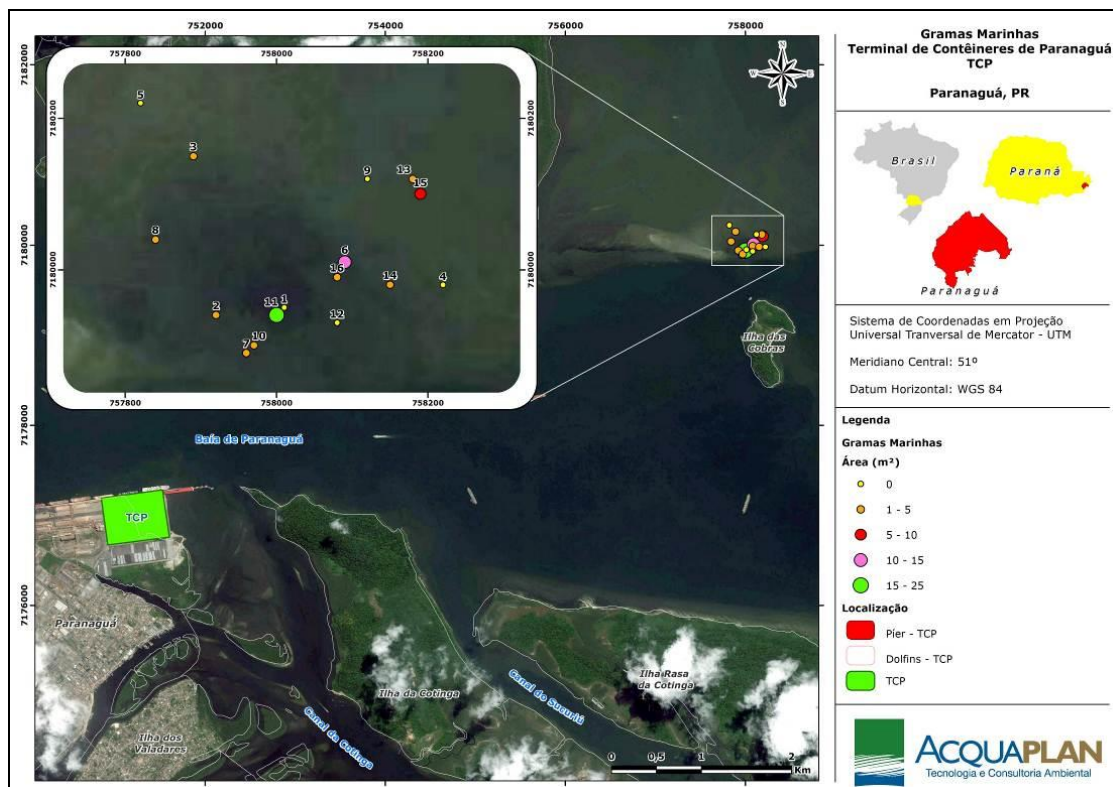 752000 754000 756000 758000
7182000
7180000
7178000
7176000
757800 758000 758200
7180200
7180000
7180200
7180000
757800 758000 758200
5
3
9
13
15
8
6
16
14
4
2
11
1
12
7
10
N
W
E
S
Ilha das
Cobras
Baía de Paranaguá
TCP
Paranaguá
Ilha dos
Valadares
Canal da Cotinga
Ilha da Cotinga
Canal do Sucuriú
Ilha Rasa
da Cotinga
0 0,5 1 2
Km
Gramas Marinhas
Terminal de Contêineres de Paranaguá
TCP
Paranaguá, PR
Brasil
Paraná
Paranaguá
Sistema de Coordenadas em Projeção
Universal Tranversal de Mercator - UTM
Meridiano Central: 51º
Datum Horizontal: WGS 84
Legenda
Gramas Marinhas
Área (m²)
0
1 - 5
5 - 10
10 - 15
15 - 25
Localização
Píer - TCP
Dolfins - TCP
TCP
ACQUAPLAN
Tecnologia e Consultoria Ambiental